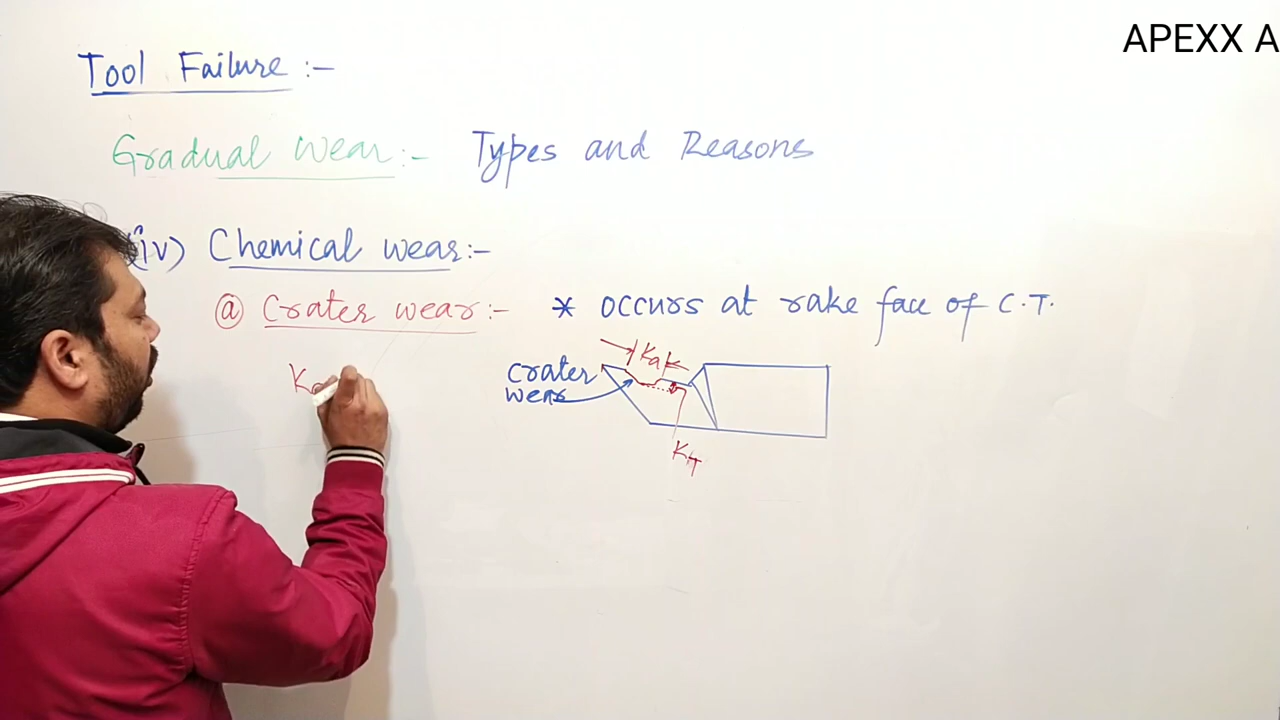 APEXX A
Tool Failure :-
Gradual Wear :- Types and Reasons
(iv) Chemical wear :-
@ Crater wear :- * occurs at rake face of C.T.
Ka
crater
wear
KT